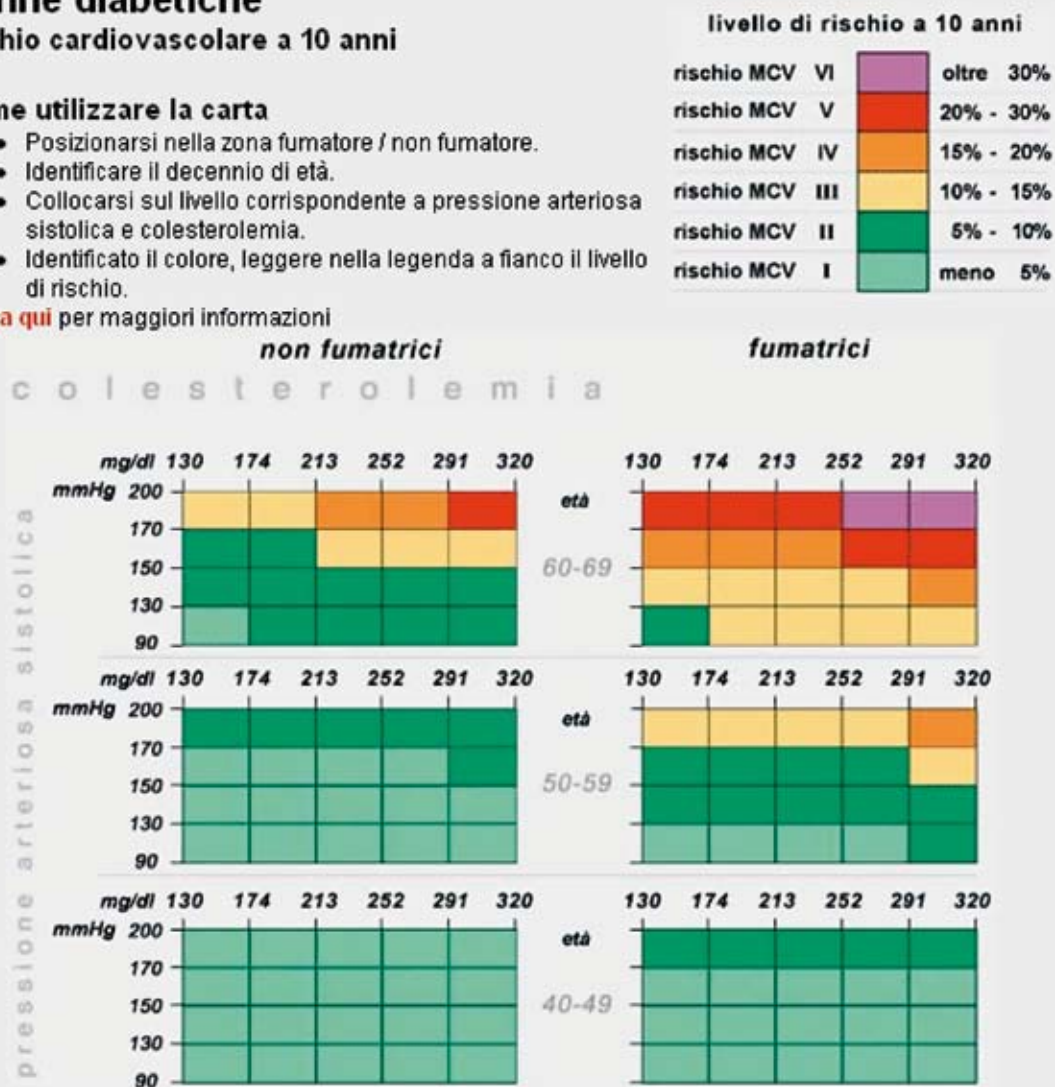 diabetiche
cardiovascolare a 10 anni
utilizzare la carta
• Posizionarsi nella zona fumatore / non fumatore.
• Identificare il decennio di età.
• Collocarsi sul livello corrispondente a pressione arteriosa
sistolica e colesterolemia.
• Identificato il colore, leggere nella legenda a fianco il livello
di rischio.
qui per maggiori informazioni
livello di rischio a 10 anni
rischio MCV VI oltre 30%
rischio MCV V 20% - 30%
rischio MCV IV 15% - 20%
rischio MCV III 10% - 15%
rischio MCV II 5% - 10%
rischio MCV I meno 5%
non fumatrici
fumatrici
colesterolemia
pressione arteriosa sistolica
mg/dl 130 174 213 252 291 320
130 174 213 252 291 320
mmHg 200
età
170
150
60-69
130
90
mg/dl 130 174 213 252 291 320
130 174 213 252 291 320
mmHg 200
età
170
150
50-59
130
90
mg/dl 130 174 213 252 291 320
130 174 213 252 291 320
mmHg 200
età
170
150
40-49
130
90